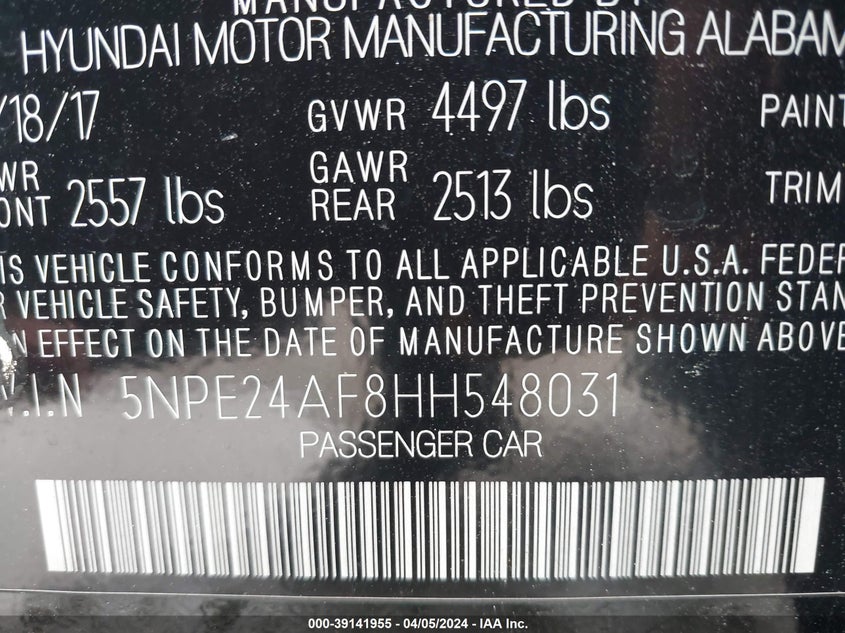 MANUFACTURED BY
HYUNDAI MOTOR MANUFACTURING ALABAM
/18/17 GVWR 4497 lbs PAINT
WR
ONT 2557 lbs GAWR
REAR 2513 lbs TRIM
IS VEHICLE CONFORMS TO ALL APPLICABLE U.S.A. FEDER
R VEHICLE SAFETY, BUMPER, AND THEFT PREVENTION STAN
N EFFECT ON THE DATE OF MANUFACTURE SHOWN ABOVE
V.I.N 5NPE24AF8HH548031
PASSENGER CAR
000-39141955 - 04/05/2024 - IAA Inc.